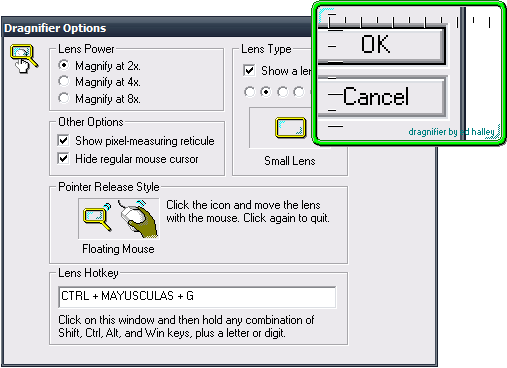 Dragnifier Options
Lens Power
Magnify at 2x.
Magnify at 4x.
Magnify at 8x.
Lens Type
Show a len
Small Lens
OK
Cancel
dragnifier by ed halley
Other Options
Show pixel-measuring reticule
Hide regular mouse cursor
Pointer Release Style
Click the icon and move the lens
with the mouse. Click again to quit.
Floating Mouse
Lens Hotkey
CTRL + MAYUSCULAS + G
Click on this window and then hold any combination of
Shift, Ctrl, Alt, and Win keys, plus a letter or digit.